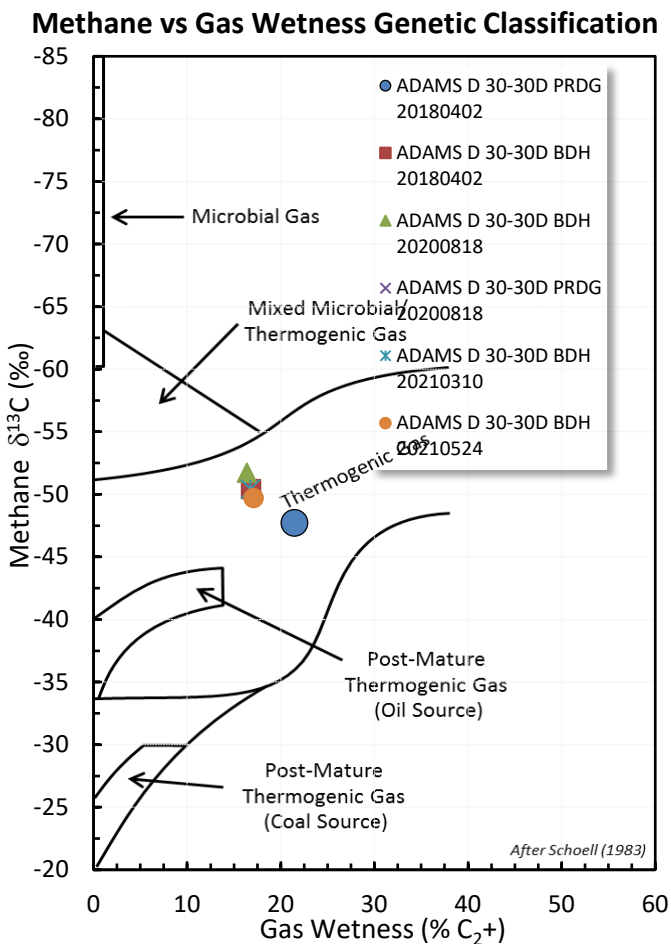 Methane vs Gas Wetness Genetic Classification
Methane δ¹³C (‰)
-85
-80
-75
-70
-65
-60
-55
-50
-45
-40
-35
-30
-25
-20
ADAMS D 30-30D PRDG
20180402
ADAMS D 30-30D BDH
20180402
ADAMS D 30-30D BDH
20200818
ADAMS D 30-30D PRDG
20200818
ADAMS D 30-30D BDH
20210310
ADAMS D 30-30D BDH
20210524
Microbial Gas
Mixed Microbial/
Thermogenic Gas
Thermogenic Gas
Post-Mature
Thermogenic Gas
(Oil Source)
Post-Mature
Thermogenic Gas
(Coal Source)
After Schoell (1983)
0 10 20 30 40 50 60
Gas Wetness (% C₂+)